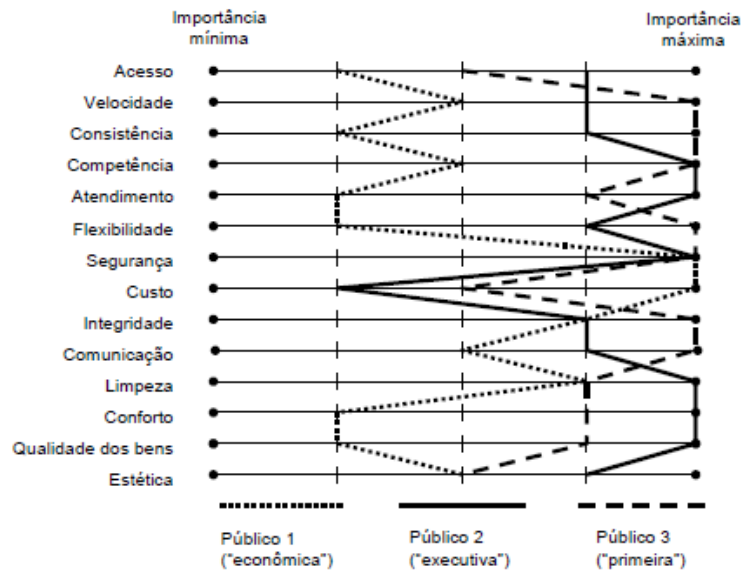 Importância
mínima
Importância
máxima
Acesso
Velocidade
Consistência
Competência
Atendimento
Flexibilidade
Segurança
Custo
Integridade
Comunicação
Limpeza
Conforto
Qualidade dos bens
Estética
Público 1
("econômica")
Público 2
("executiva")
Público 3
("primeira")